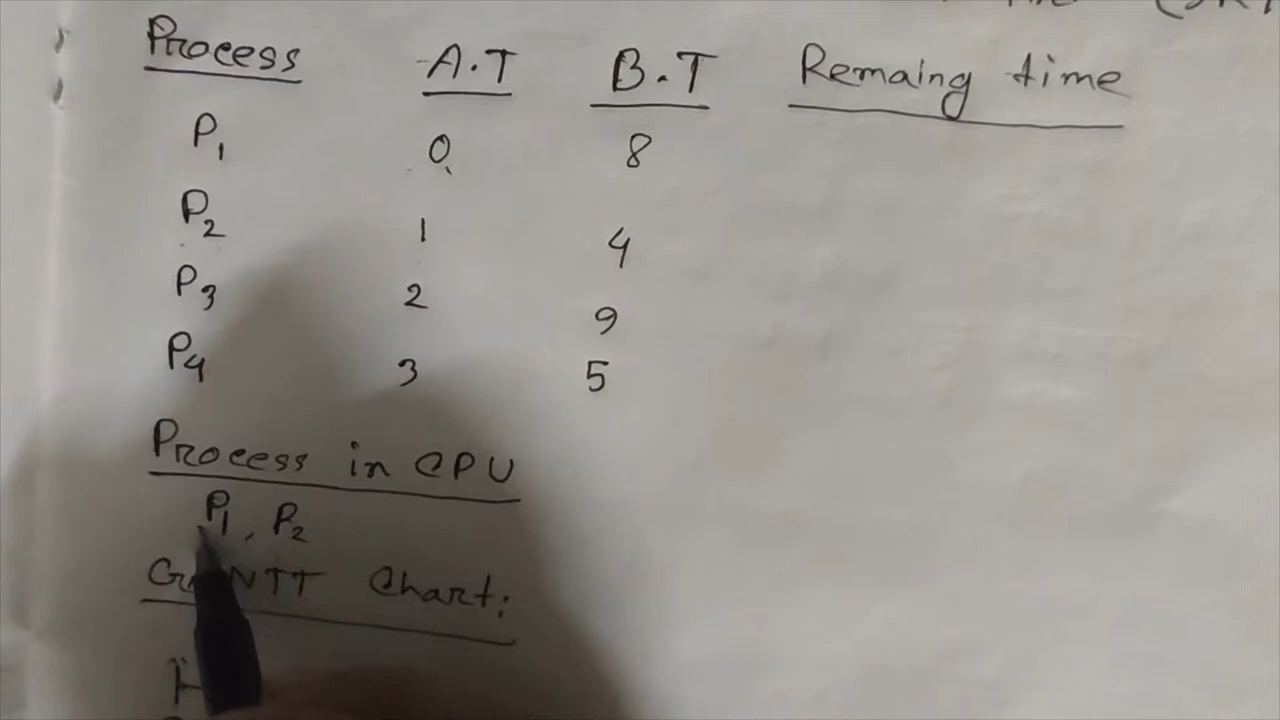 Process A.T B.T Remaing time
P1 0 8
P2 1 4
P3 2 9
P4 3 5
Process in CPU
P1, P2
Chart: